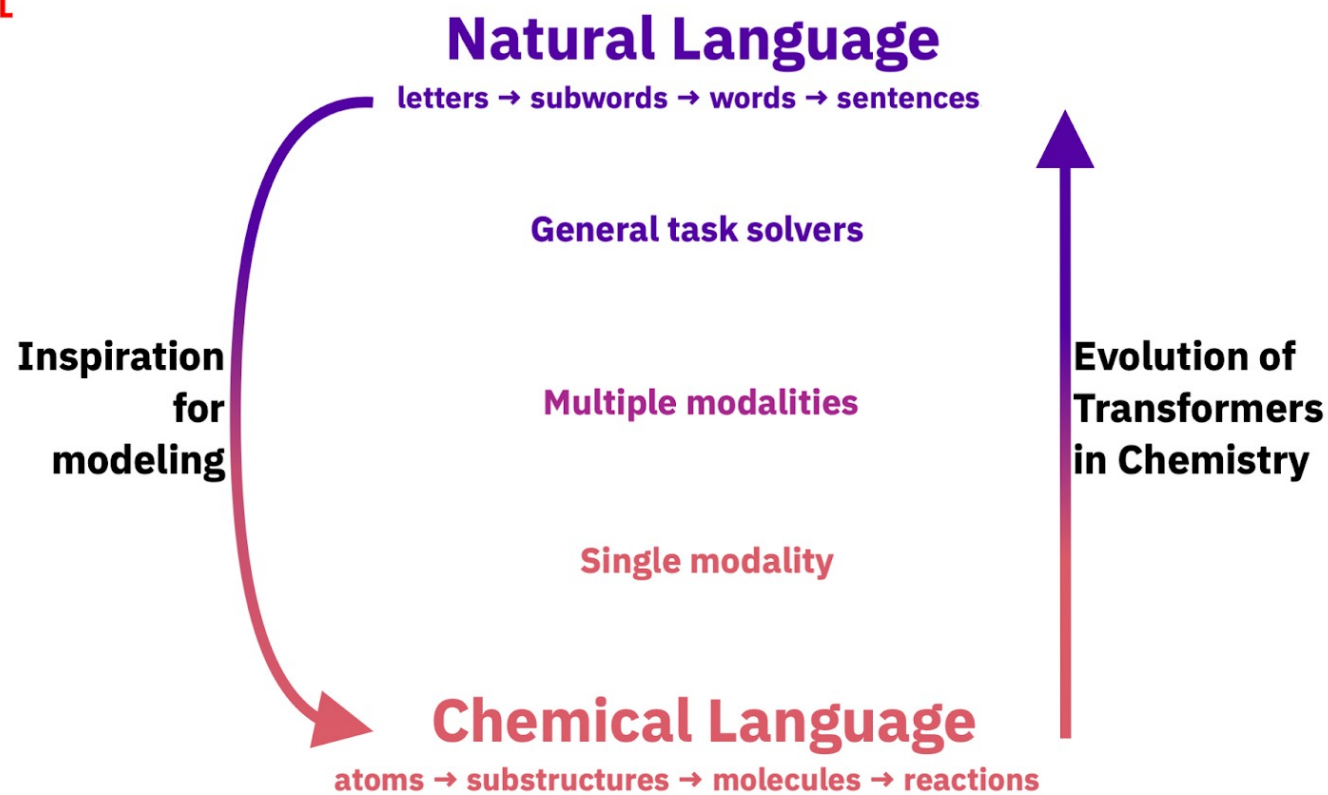 Natural Language
letters → subwords → words → sentences
General task solvers
Inspiration
for
modeling
Multiple modalities
Evolution of
Transformers
in Chemistry
Single modality
Chemical Language
atoms → substructures → molecules → reactions